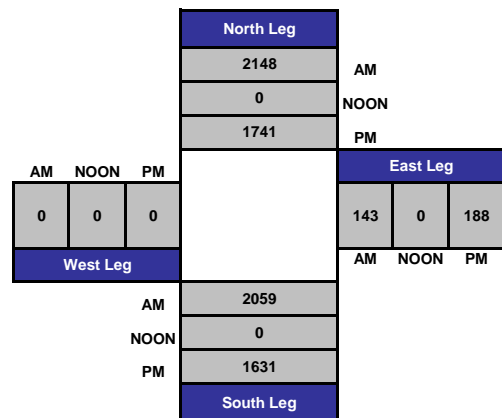 North Leg
2148 AM
0 NOON
1741 PM
AM NOON PM
East Leg
0 0 0
143 0 188
West Leg
AM NOON PM
AM 2059
NOON 0
PM 1631
South Leg